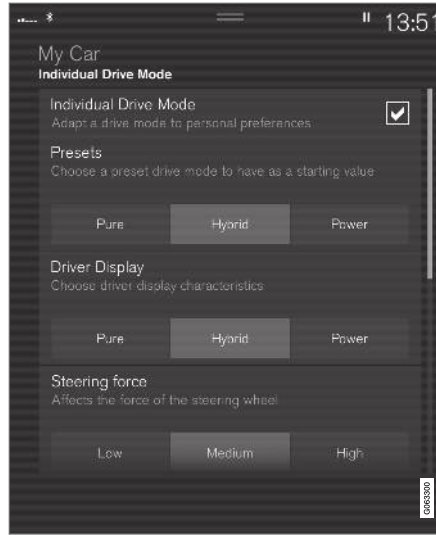 13:51
My Car
Individual Drive Mode
Individual Drive Mode
Adapt a drive mode to personal preferences
Presets
Choose a preset drive mode to have as a starting value
Pure Hybrid Power
Driver Display
Choose driver display characteristics
Pure Hybrid Power
Steering force
Affects the force of the steering wheel
Low Medium High
G063300